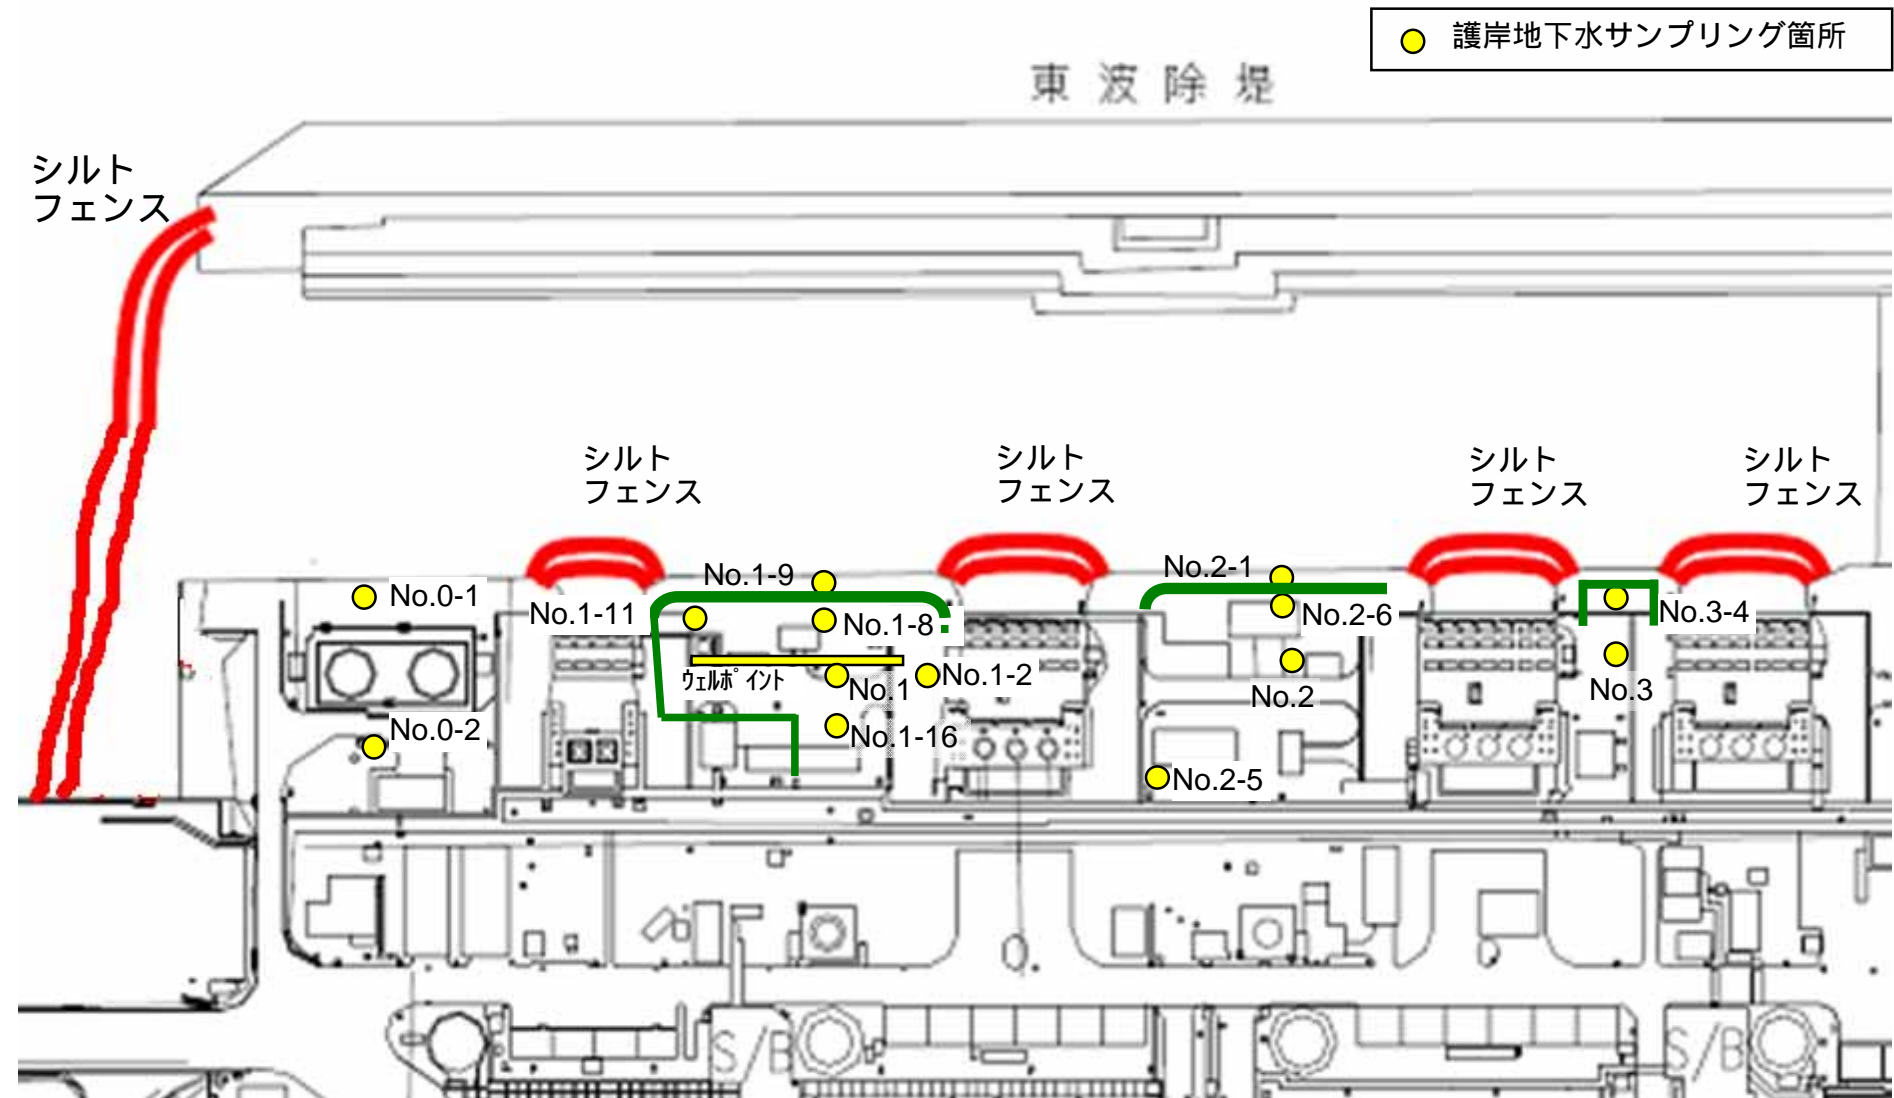 護岸地下水サンプリング箇所
東波除堤
シルト
フェンス
シルト
フェンス
シルト
フェンス
シルト
フェンス
シルト
フェンス
No.0-1
No.1-11
No.1-9
No.1-8
No.2-1
No.2-6
No.3-4
ｳｪﾙﾎﾟｲﾝﾄ
No.1
No.1-2
No.2
No.3
No.0-2
No.1-16
No.2-5
S/B
S/B